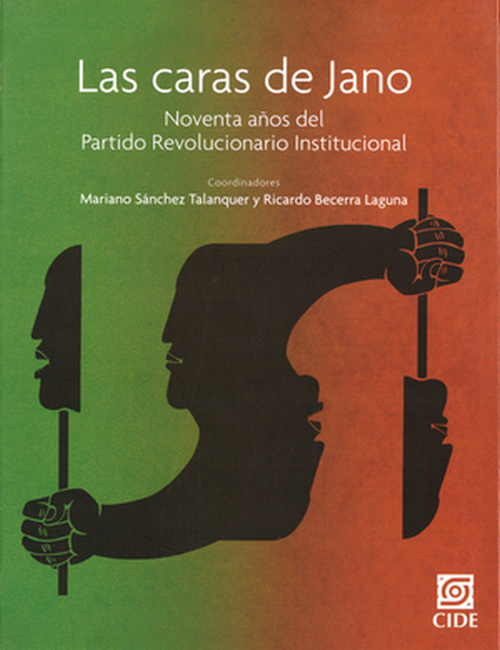 Las caras de Jano
Noventa años del
Partido Revolucionario Institucional
Coordinadores
Mariano Sánchez Talanquer y Ricardo Becerra Laguna
CIDE